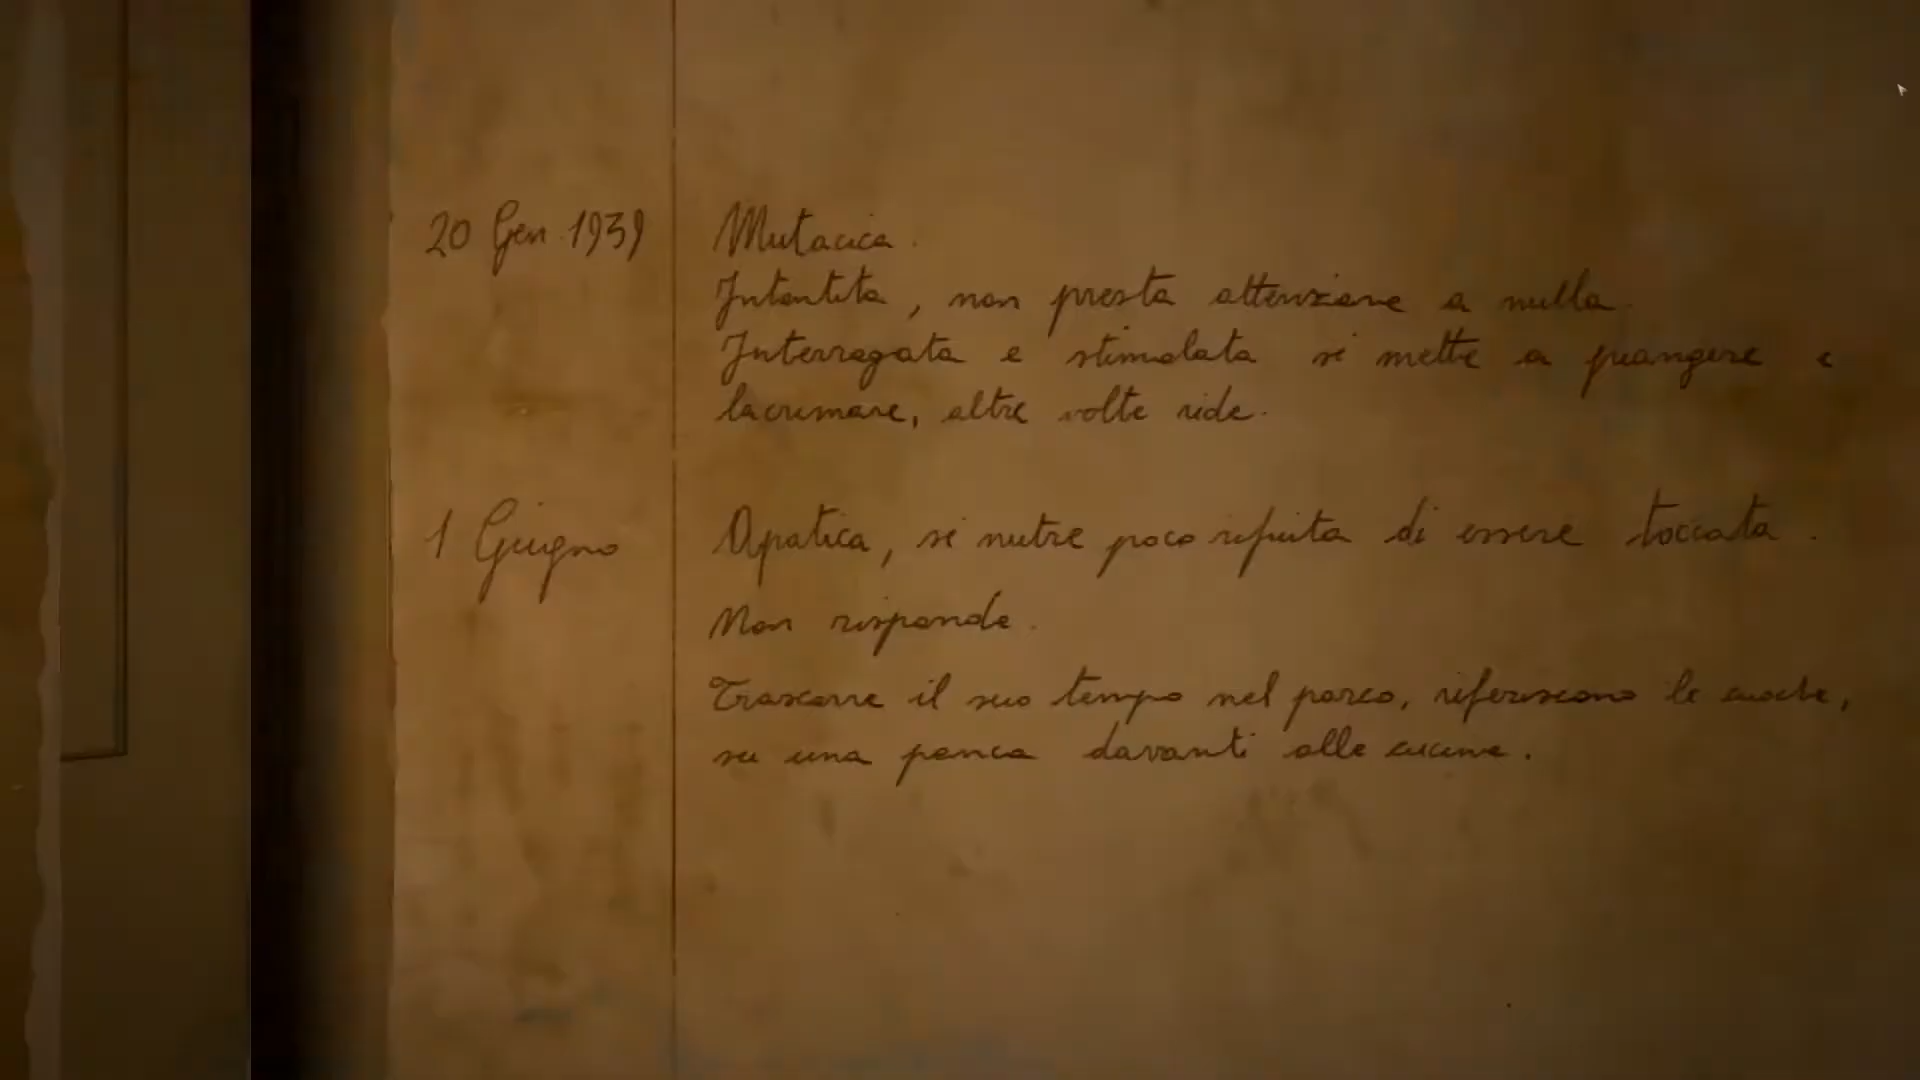 20 Gen 1939 Mutacica.
Intontita, non presta attenzione a nulla.
Interrogata e stimolata si mette a piangere e
lacrimare, altre volte ride.
1 Giugno Apatica, si nutre poco rifiuta di essere toccata.
Non risponde.
Trascorre il suo tempo nel parco, riferiscono le cuoche,
su una panca davanti alle cucine.